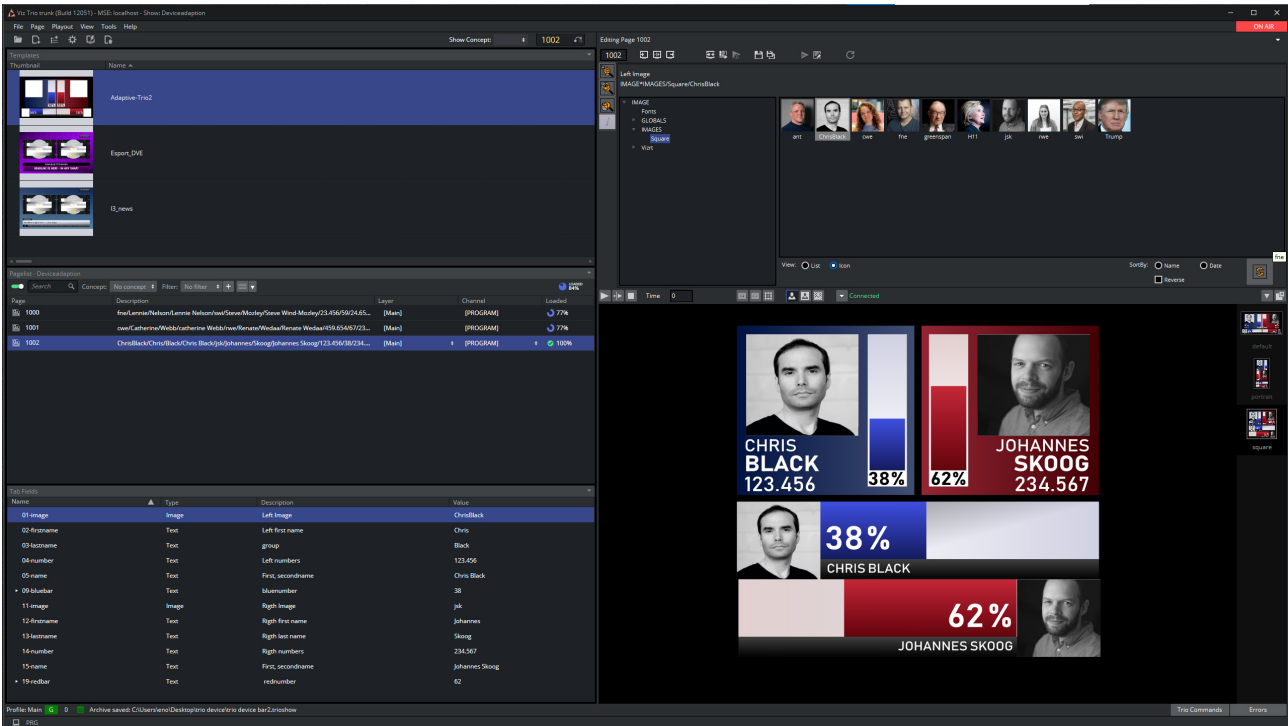 Viz Trio trunk (Build 12051) - MSE: localhost - Show: Deviceadaption
File Page Playout View Tools Help
ON AIR
Show Concept: 1002
Templates
Thumbnail Name
Adaptive-Trio2
Esport_DVE
l3_news
Pagelist - Deviceadaption
Search Concept: No concept Filter: No filter
LOADED
84%
Page Description Layer Channel Loaded
1000 fne/Lennie/Nelson/Lennie Nelson/swi/Steve/Mozley/Steve Wind-Mozley/23.456/59/24.65... [Main] [PROGRAM] 77%
1001 cwe/Catherine/Webb/catherine Webb/rwe/Renate/Wedaa/Renate Wedaa/459.654/67/23... [Main] [PROGRAM] 77%
1002 ChrisBlack/Chris/Black/Chris Black/jsk/Johannes/Skoog/Johannes Skoog/123.456/38/234.... [Main] [PROGRAM] 100%
Tab Fields
Name Type Description Value
01-image Image Left Image ChrisBlack
02-firstname Text Left first name Chris
03-lastname Text group Black
04-number Text Left numbers 123.456
05-name Text First, secondname Chris Black
09-bluebar Text bluenumber 38
11-image Image Rigth Image jsk
12-firstname Text Rigth first name Johannes
13-lastname Text Rigth last name Skoog
14-number Text Rigth numbers 234.567
15-name Text First, secondname Johannes Skoog
19-redbar Text rednumber 62
Editing Page 1002
1002
Left Image
IMAGE*IMAGES/Square/ChrisBlack
IMAGE
Fonts
GLOBALS
IMAGES
Square
Vizrt
ant ChrisBlack cwe fne greenspan H11 jsk rwe swi Trump
View: List Icon
SortBy: Name Date
Reverse
fne
Time 0
Connected
default
portrait
square
CHRIS
BLACK
123.456
38%
62%
JOHANNES
SKOOG
234.567
38%
CHRIS BLACK
62%
JOHANNES SKOOG
Profile: Main G 0 Archive saved: C:\Users\eno\Desktop\trio device\trio device bar2.trioshow
Trio Commands Errors
PRG